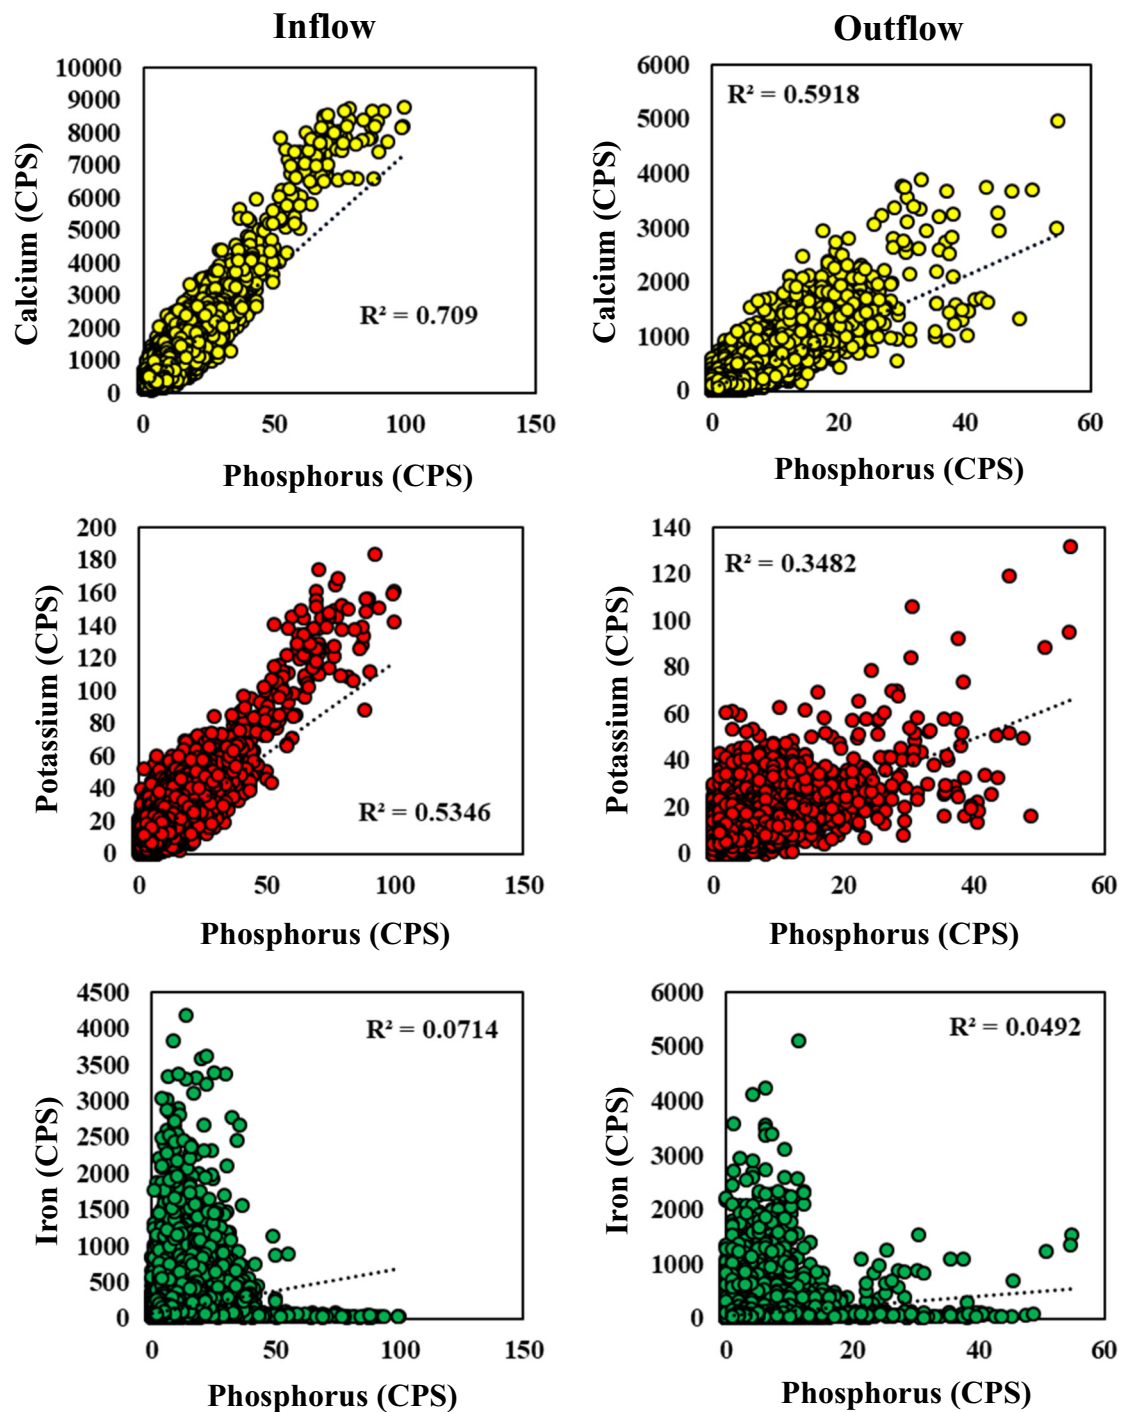 Inflow
Outflow
10000
9000
8000
7000
6000
5000
4000
3000
2000
1000
0
Calcium (CPS)
R² = 0.709
0 50 100 150
Phosphorus (CPS)
6000
5000
4000
3000
2000
1000
0
Calcium (CPS)
R² = 0.5918
0 20 40 60
Phosphorus (CPS)
200
180
160
140
120
100
80
60
40
20
0
Potassium (CPS)
R² = 0.5346
0 50 100 150
Phosphorus (CPS)
140
120
100
80
60
40
20
0
Potassium (CPS)
R² = 0.3482
0 20 40 60
Phosphorus (CPS)
4500
4000
3500
3000
2500
2000
1500
1000
500
0
Iron (CPS)
R² = 0.0714
0 50 100 150
Phosphorus (CPS)
6000
5000
4000
3000
2000
1000
0
Iron (CPS)
R² = 0.0492
0 20 40 60
Phosphorus (CPS)